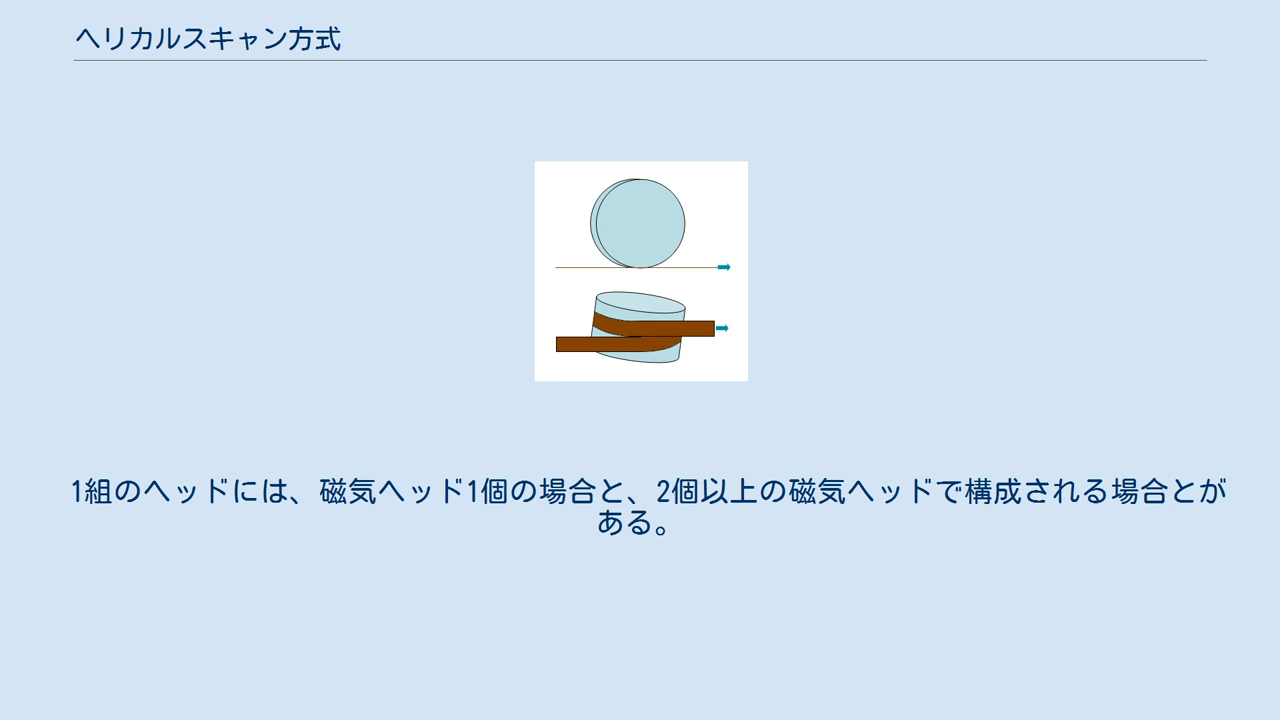 ヘリカルスキャン方式
1組のヘッドには、磁気ヘッド1個の場合と、2個以上の磁気ヘッドで構成される場合とが
ある。